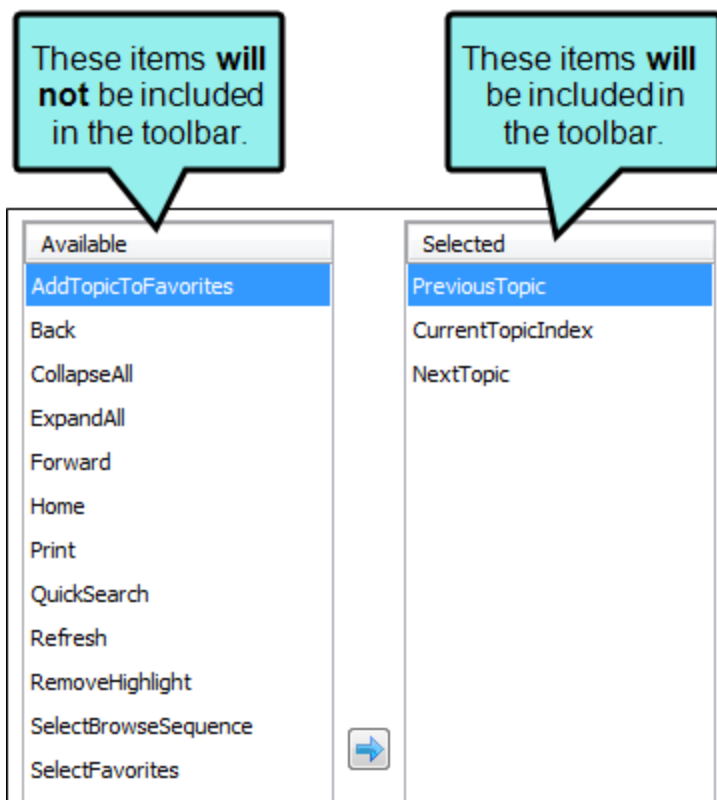 These items will
not be included
in the toolbar.
These items will
be included in
the toolbar.
Available
AddTopicToFavorites
Back
CollapseAll
ExpandAll
Forward
Home
Print
QuickSearch
Refresh
RemoveHighlight
SelectBrowseSequence
SelectFavorites
Selected
PreviousTopic
CurrentTopicIndex
NextTopic